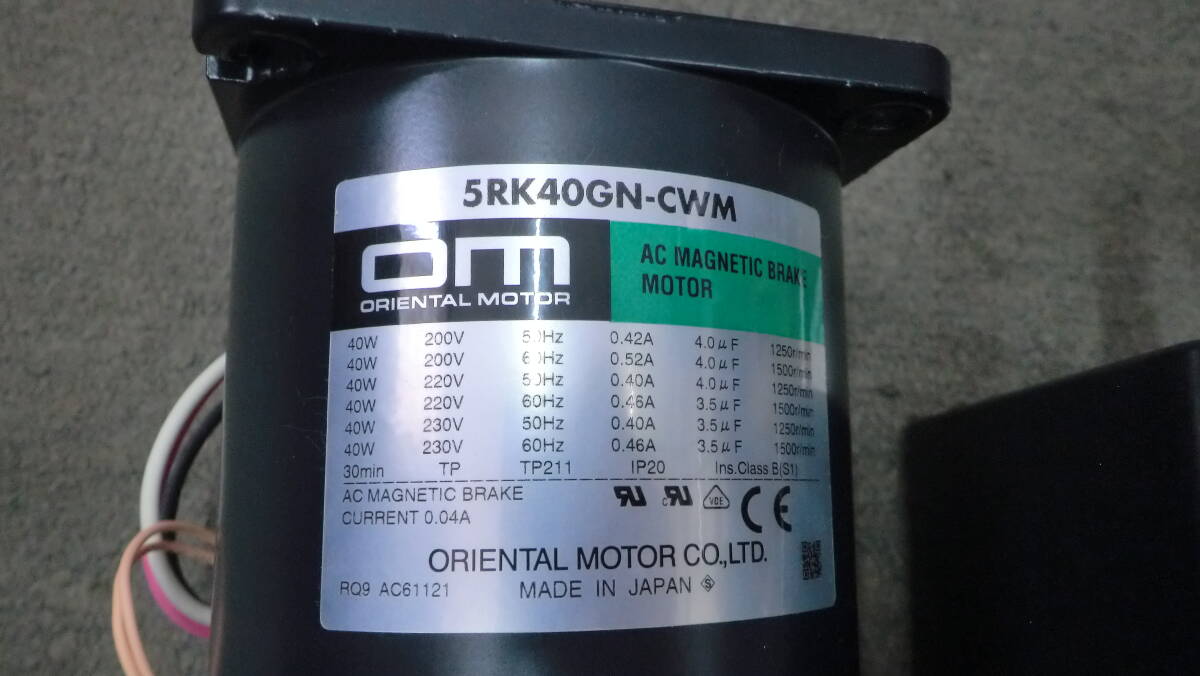 5RK40GN-CWM
om
ORIENTAL MOTOR
AC MAGNETIC BRAKE
MOTOR
40W 200V 50Hz 0.42A 4.0μF 1250r/min
40W 200V 60Hz 0.52A 4.0μF 1500r/min
40W 220V 50Hz 0.40A 4.0μF 1250r/min
40W 220V 60Hz 0.46A 3.5μF 1500r/min
40W 230V 50Hz 0.40A 3.5μF 1250r/min
40W 230V 60Hz 0.46A 3.5μF 1500r/min
30min TP TP211 IP20 Ins.Class B(S1)
AC MAGNETIC BRAKE
CURRENT 0.04A
c VDE CE
ORIENTAL MOTOR CO.,LTD.
RQ9 AC61121 MADE IN JAPAN S